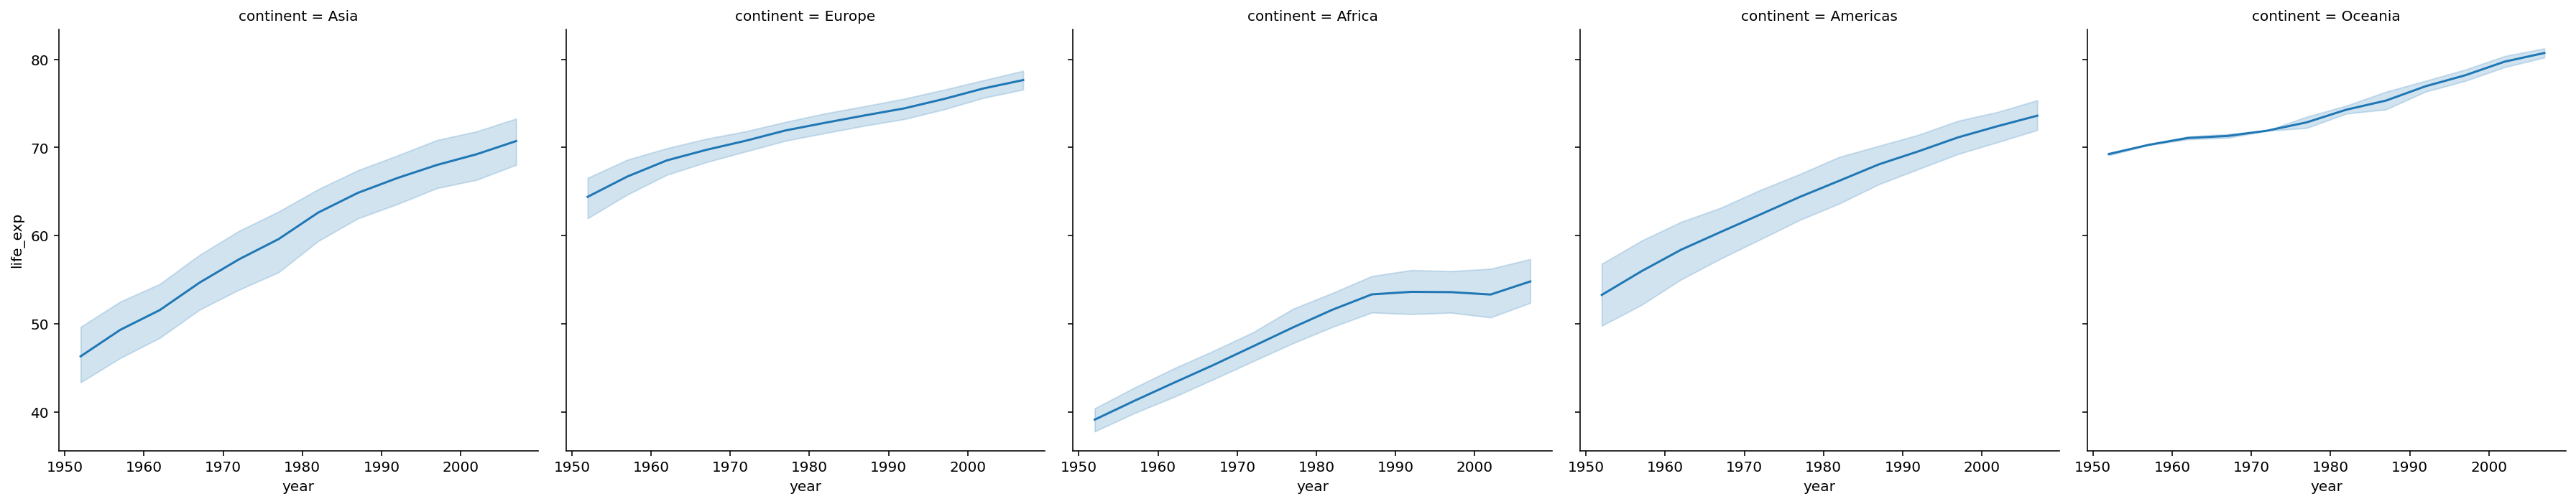 continent = Asia
continent = Europe
continent = Africa
continent = Americas
continent = Oceania
80
70
60
50
40
life_exp
1950 1960 1970 1980 1990 2000
1950 1960 1970 1980 1990 2000
1950 1960 1970 1980 1990 2000
1950 1960 1970 1980 1990 2000
1950 1960 1970 1980 1990 2000
year
year
year
year
year